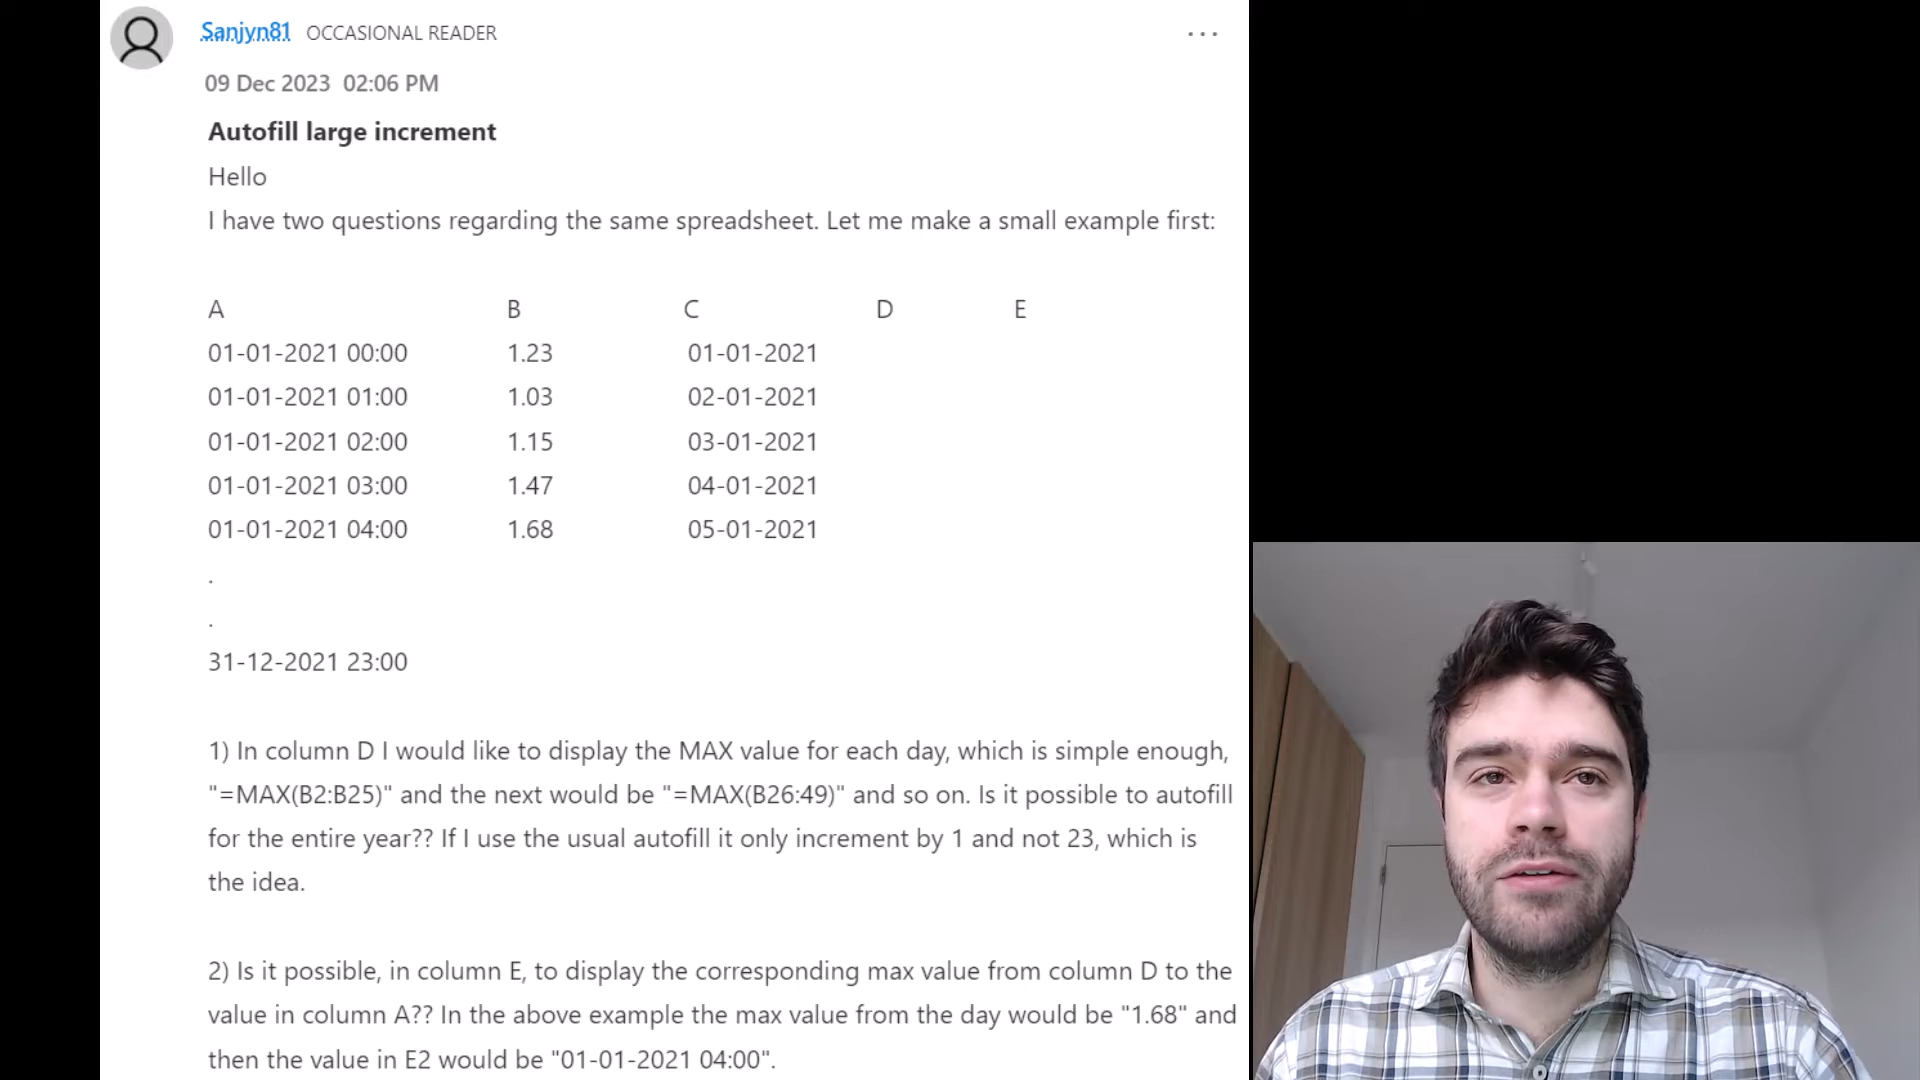 Sanjyn81 OCCASIONAL READER
...
09 Dec 2023 02:06 PM
Autofill large increment
Hello
I have two questions regarding the same spreadsheet. Let me make a small example first:
A B C D E
01-01-2021 00:00 1.23 01-01-2021
01-01-2021 01:00 1.03 02-01-2021
01-01-2021 02:00 1.15 03-01-2021
01-01-2021 03:00 1.47 04-01-2021
01-01-2021 04:00 1.68 05-01-2021
.
.
31-12-2021 23:00
1) In column D I would like to display the MAX value for each day, which is simple enough,
"=MAX(B2:B25)" and the next would be "=MAX(B26:49)" and so on. Is it possible to autofill
for the entire year?? If I use the usual autofill it only increment by 1 and not 23, which is
the idea.
2) Is it possible, in column E, to display the corresponding max value from column D to the
value in column A?? In the above example the max value from the day would be "1.68" and
then the value in E2 would be "01-01-2021 04:00".